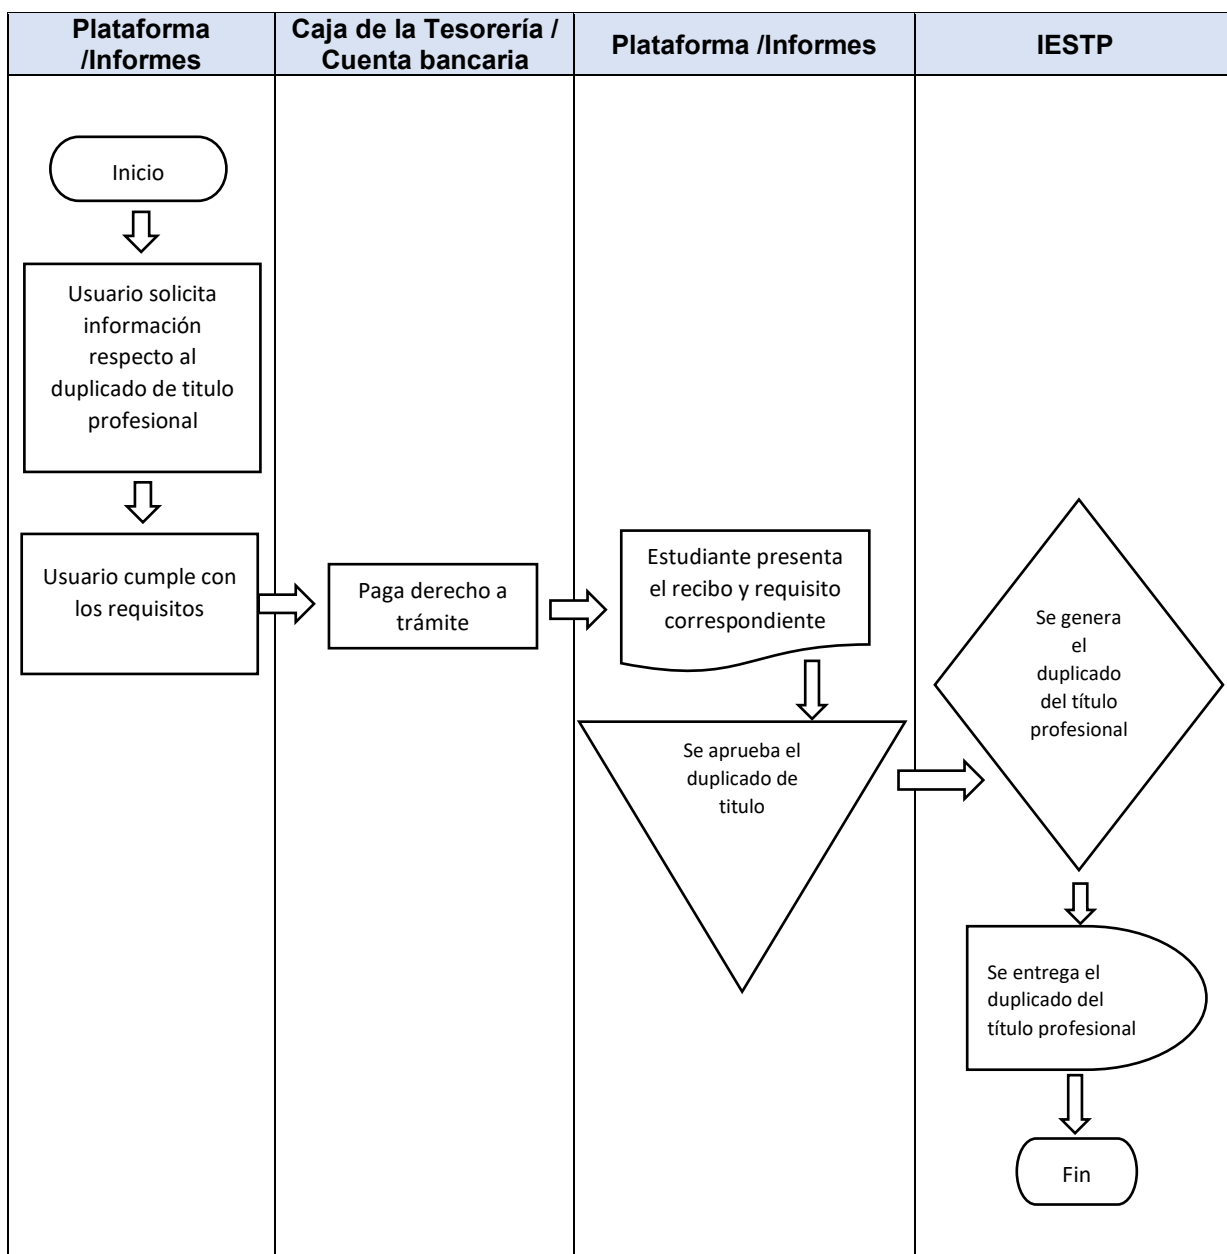 Plataforma
/Informes
Caja de la Tesorería /
Cuenta bancaria
Plataforma /Informes
IESTP
Inicio
Usuario solicita
información
respecto al
duplicado de titulo
profesional
Usuario cumple con
los requisitos
Paga derecho a
trámite
Estudiante presenta
el recibo y requisito
correspondiente
Se aprueba el
duplicado de
titulo
Se genera
el
duplicado
del título
profesional
Se entrega el
duplicado del
título profesional
Fin